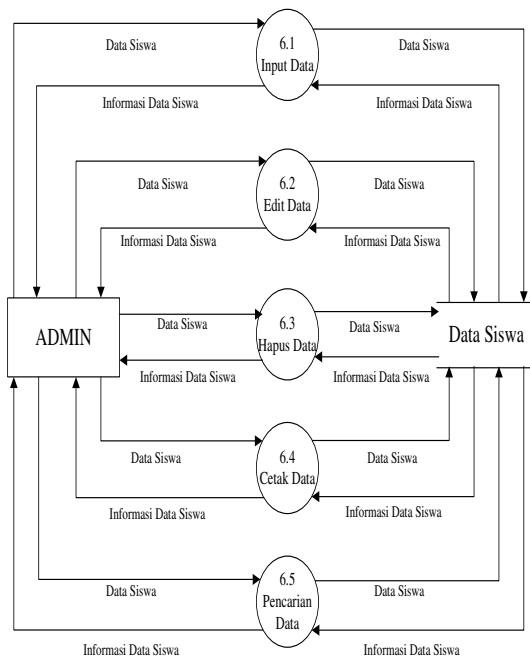 6.1
Input Data
Data Siswa
Data Siswa
Informasi Data Siswa
Informasi Data Siswa
6.2
Edit Data
Data Siswa
Data Siswa
Informasi Data Siswa
Informasi Data Siswa
ADMIN
6.3
Hapus Data
Data Siswa
Data Siswa
Data Siswa
Informasi Data Siswa
Informasi Data Siswa
6.4
Cetak Data
Data Siswa
Data Siswa
Informasi Data Siswa
Informasi Data Siswa
6.5
Pencarian
Data
Data Siswa
Data Siswa
Informasi Data Siswa
Informasi Data Siswa